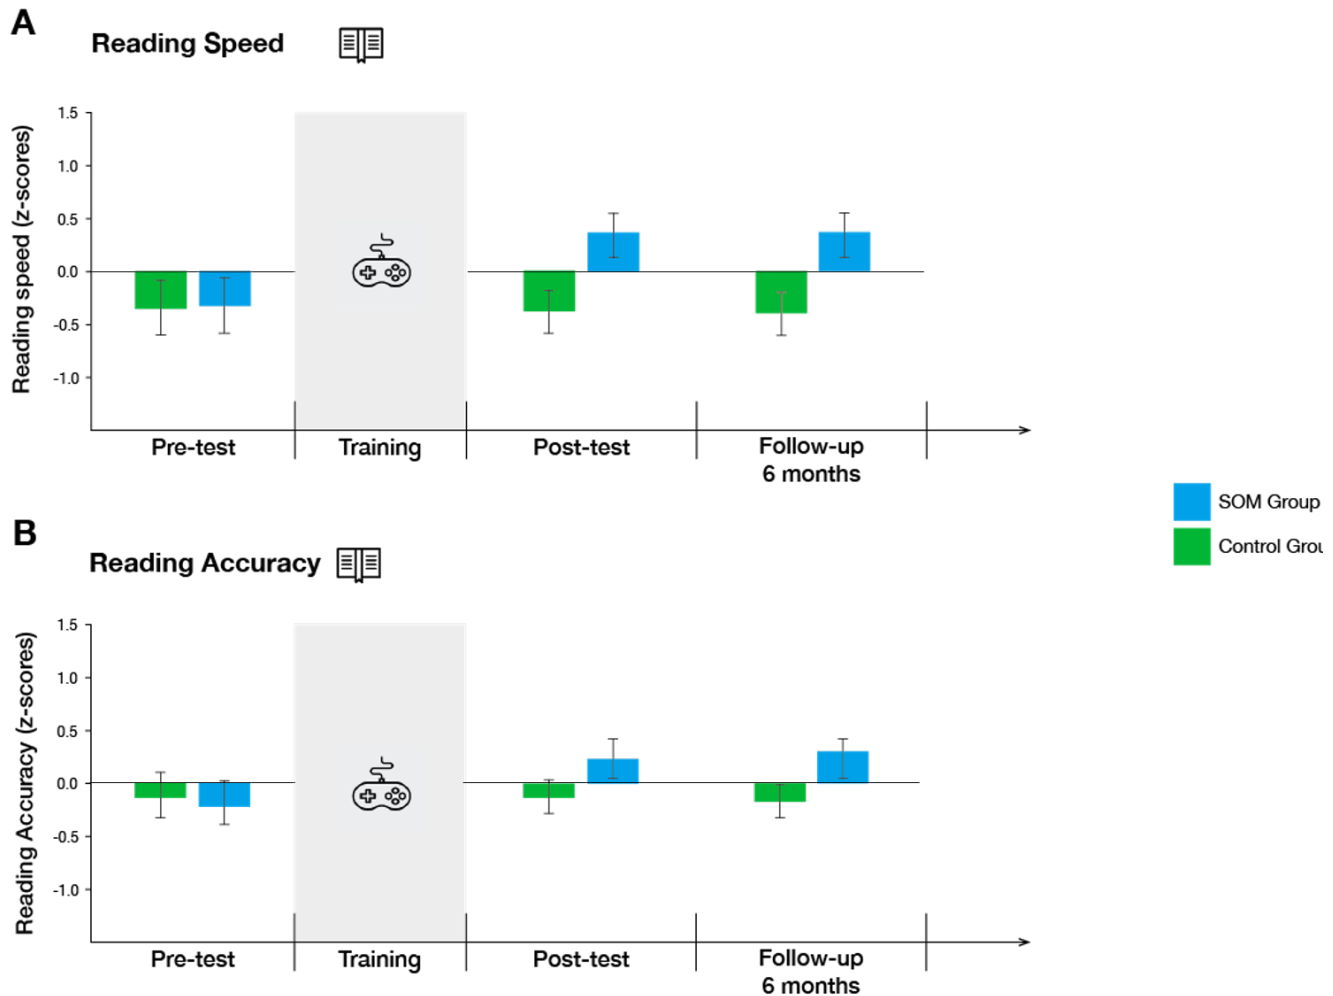 A
Reading Speed
Reading speed (z-scores)
1.5
1.0
0.5
0.0
-0.5
-1.0
Pre-test Training Post-test Follow-up
6 months
SOM Group
Control Grou
B
Reading Accuracy
Reading Accuracy (z-scores)
1.5
1.0
0.5
0.0
-0.5
-1.0
Pre-test Training Post-test Follow-up
6 months